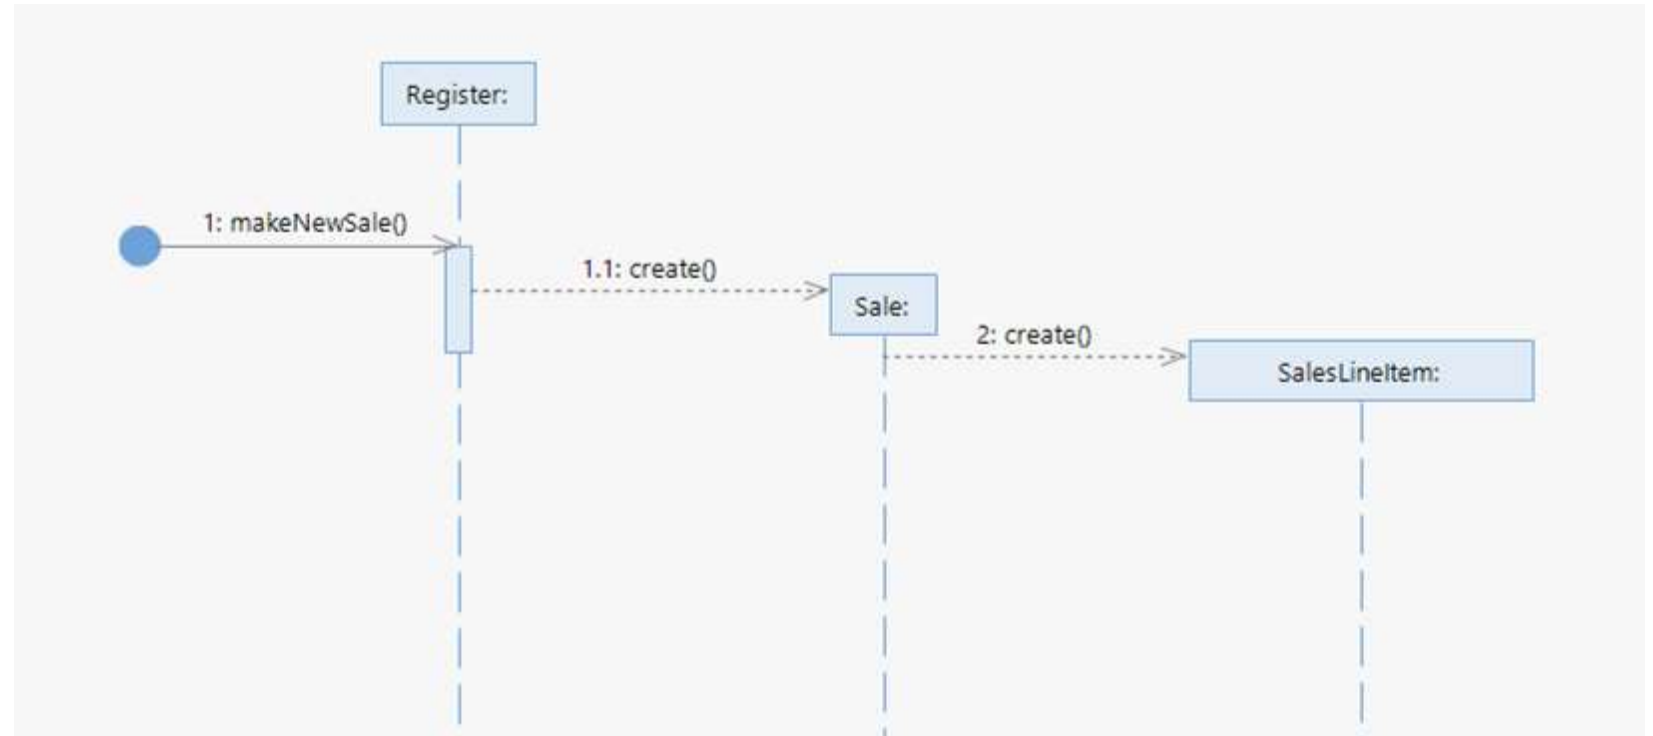 Register:
1: makeNewSale()
1.1: create()
Sale:
2: create()
SalesLineItem: